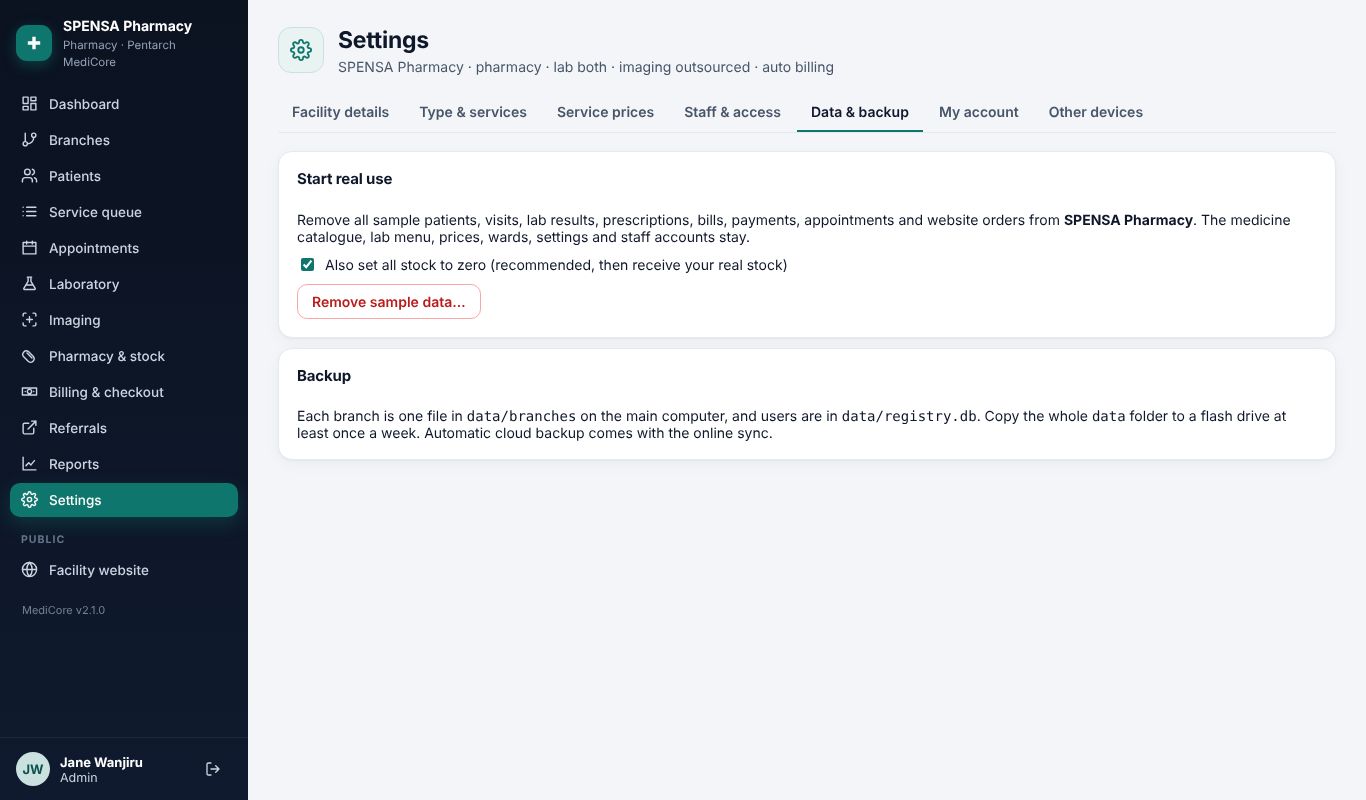 SPENSA Pharmacy
Pharmacy · Pentarch
MediCore
Dashboard
Branches
Patients
Service queue
Appointments
Laboratory
Imaging
Pharmacy & stock
Billing & checkout
Referrals
Reports
Settings
PUBLIC
Facility website
MediCore v2.1.0
JW
Jane Wanjiru
Admin
Settings
SPENSA Pharmacy · pharmacy · lab both · imaging outsourced · auto billing
Facility details Type & services Service prices Staff & access Data & backup My account Other devices
Start real use
Remove all sample patients, visits, lab results, prescriptions, bills, payments, appointments and website orders from SPENSA Pharmacy. The medicine
catalogue, lab menu, prices, wards, settings and staff accounts stay.
Also set all stock to zero (recommended, then receive your real stock)
Remove sample data...
Backup
Each branch is one file in data/branches on the main computer, and users are in data/registry.db. Copy the whole data folder to a flash drive at
least once a week. Automatic cloud backup comes with the online sync.